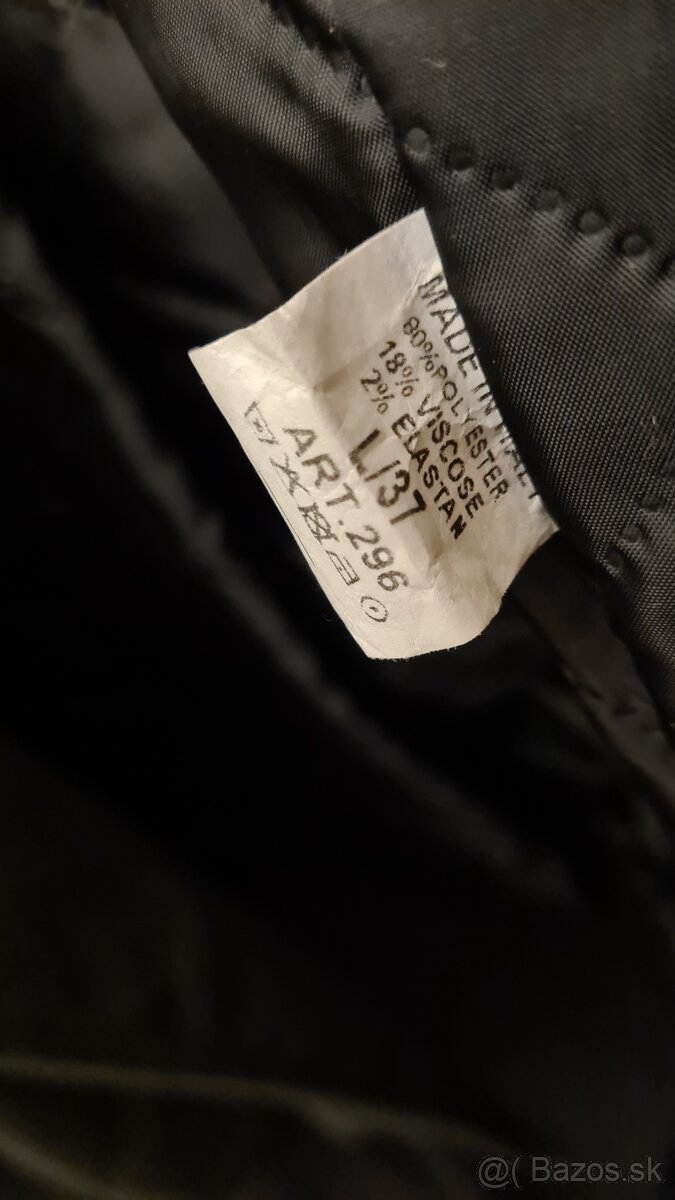 MADE IN ITALY
80%POLYESTER
18% VISCOSE
2% ELASTAN
L/37
ART.296
@( Bazos.sk